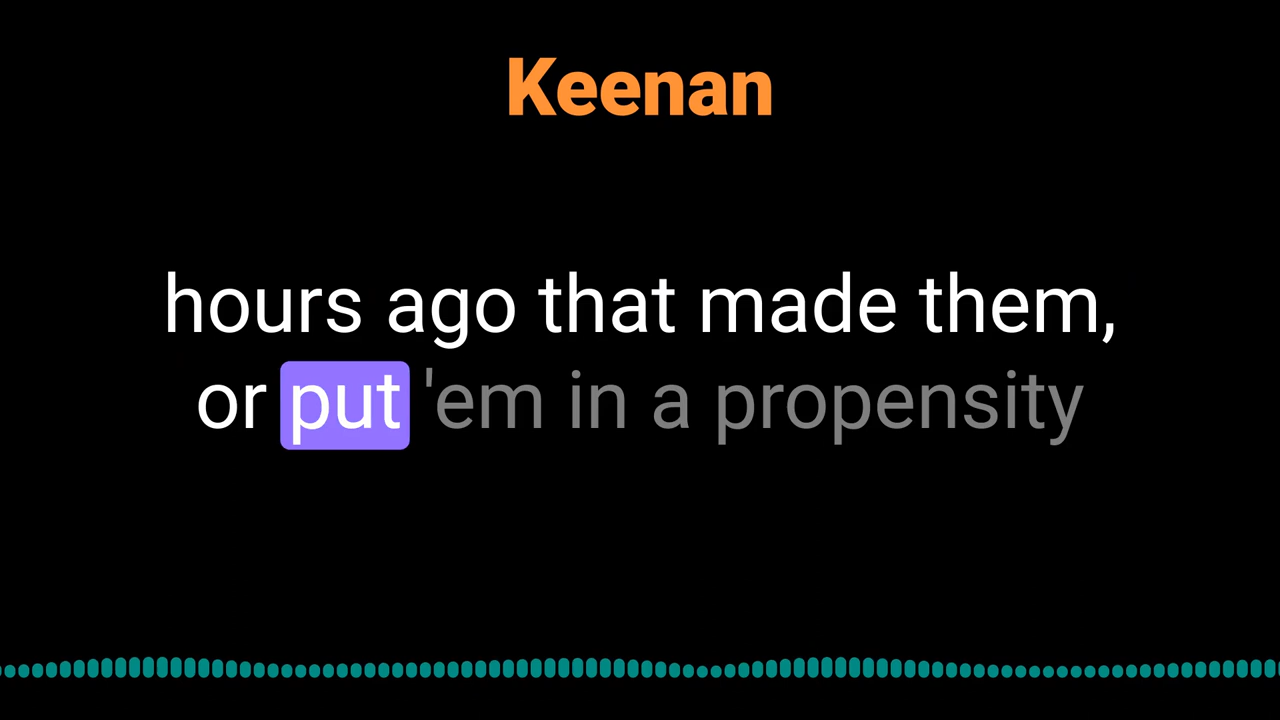 Keenan
hours ago that made them,
or put 'em in a propensity